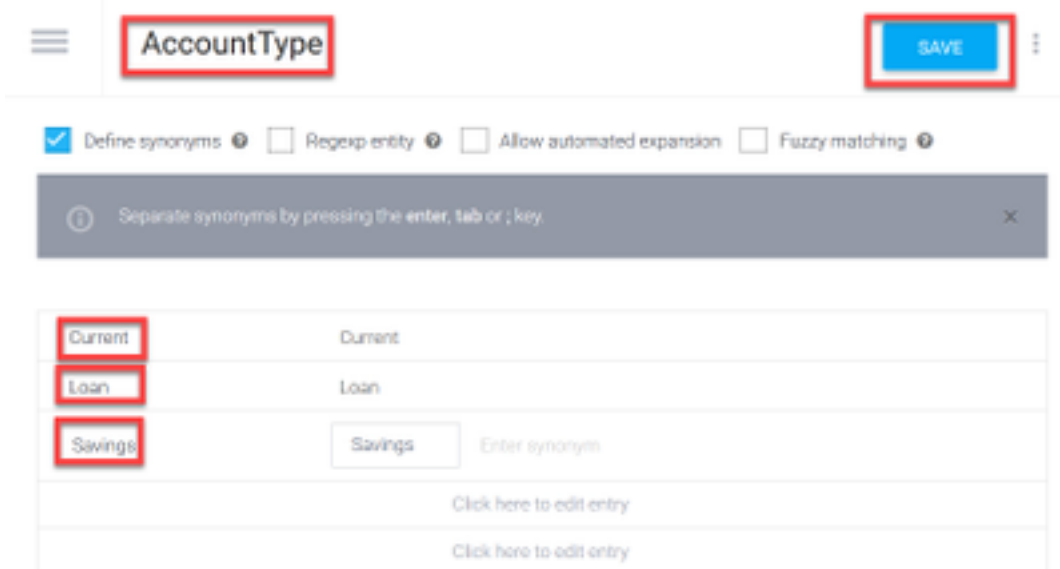 AccountType
SAVE
Define synonyms Regexp entity Allow automated expansion Fuzzy matching
Separate synonyms by pressing the enter, tab or ; key.
Current Current
Loan Loan
Savings Savings Enter synonym
Click here to edit entry
Click here to edit entry